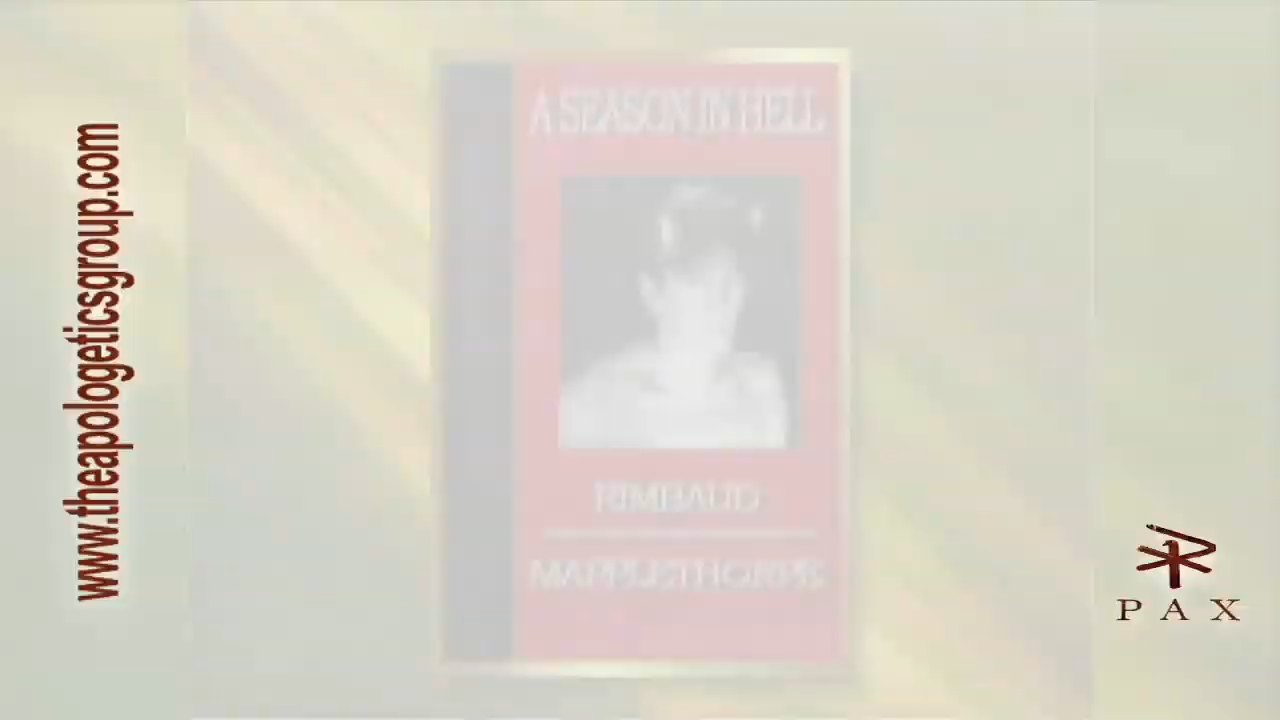 www.theapologeticsgroup.com
A SEASON IN HELL
RIMBAUD
MAPPLETHORPE
PAX